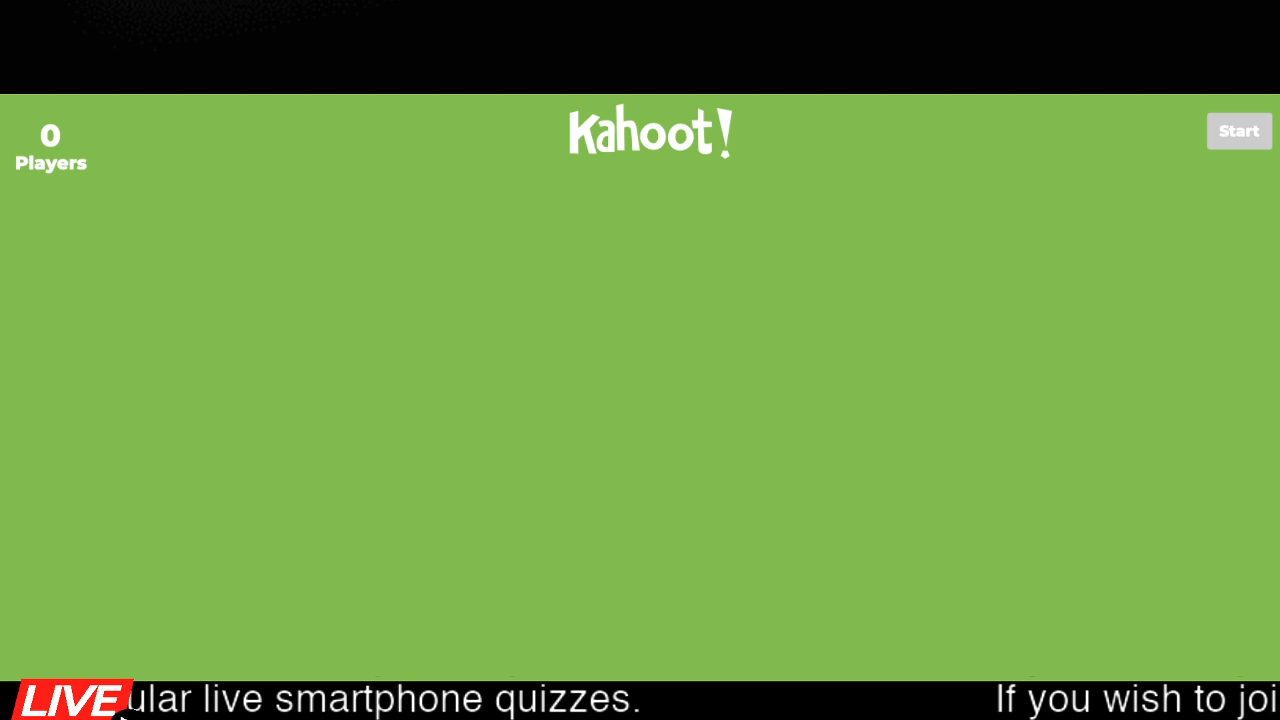 0
Players
Kahoot!
Start
LIVE
ular live smartphone quizzes. If you wish to joi